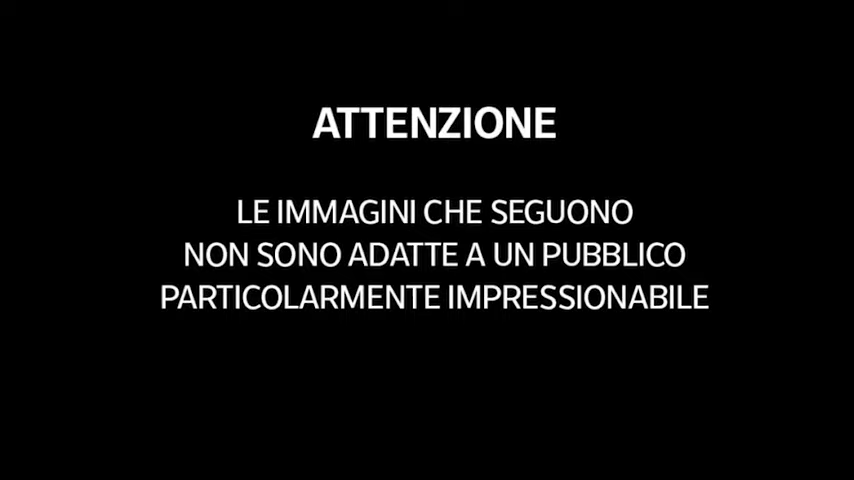 ATTENZIONE
LE IMMAGINI CHE SEGUONO
NON SONO ADATTE A UN PUBBLICO
PARTICOLARMENTE IMPRESSIONABILE